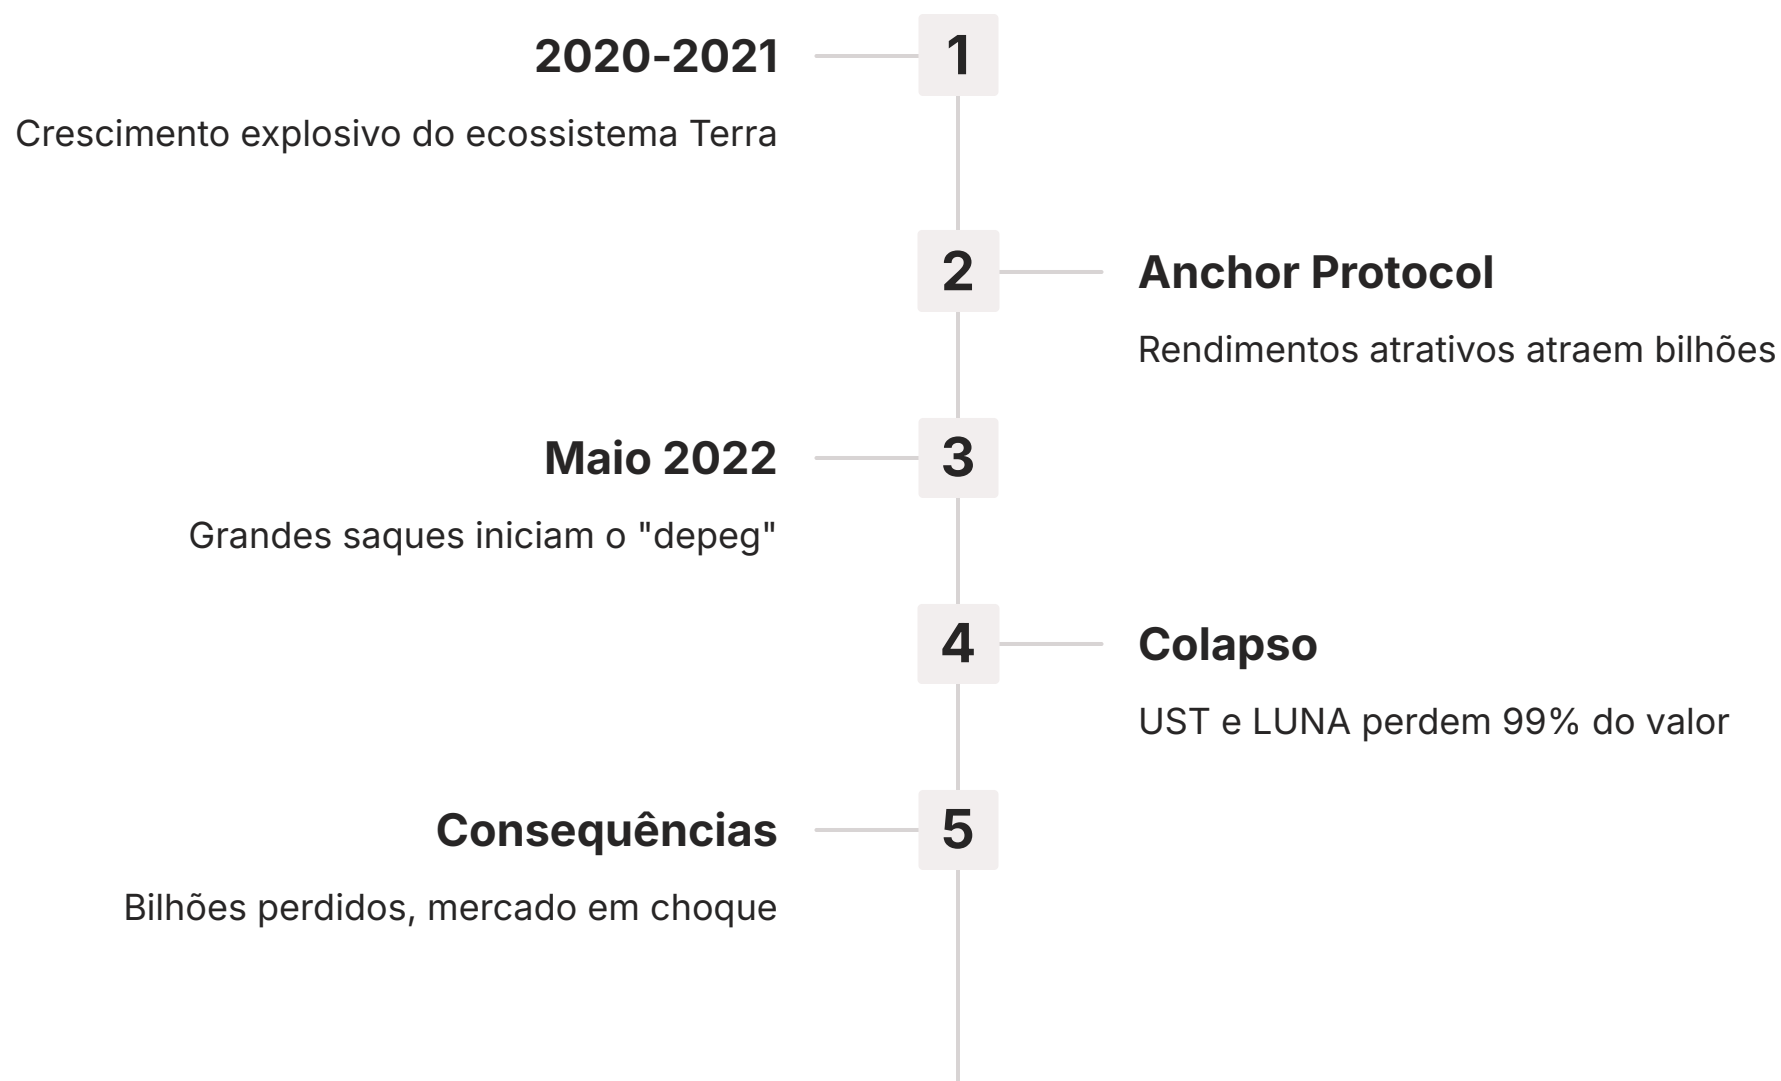 1
2020-2021
Crescimento explosivo do ecossistema Terra
2
Anchor Protocol
Rendimentos atrativos atraem bilhões
3
Maio 2022
Grandes saques iniciam o "depeg"
4
Colapso
UST e LUNA perdem 99% do valor
5
Consequências
Bilhões perdidos, mercado em choque